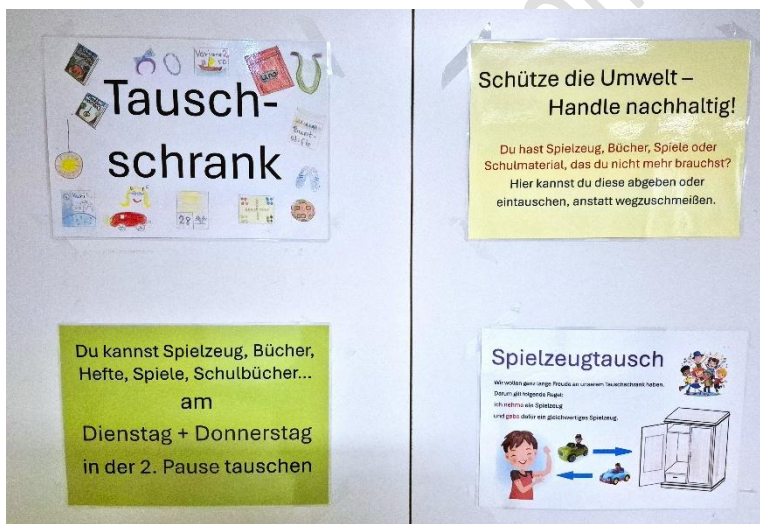 Tausch-
schrank
Uno
28
Schütze die Umwelt –
Handle nachhaltig!
Du hast Spielzeug, Bücher, Spiele oder
Schulmaterial, das du nicht mehr brauchst?
Hier kannst du diese abgeben oder
eintauschen, anstatt wegzuschmeißen.
Du kannst Spielzeug, Bücher,
Hefte, Spiele, Schulbücher...
am
Dienstag + Donnerstag
in der 2. Pause tauschen
Spielzeugtausch
Wir wollen ganz lange Freude an unserem Tauschschrank haben.
Darum gilt folgende Regel:
Ich nehme ein Spielzeug
und gebe dafür ein gleichwertiges Spielzeug.